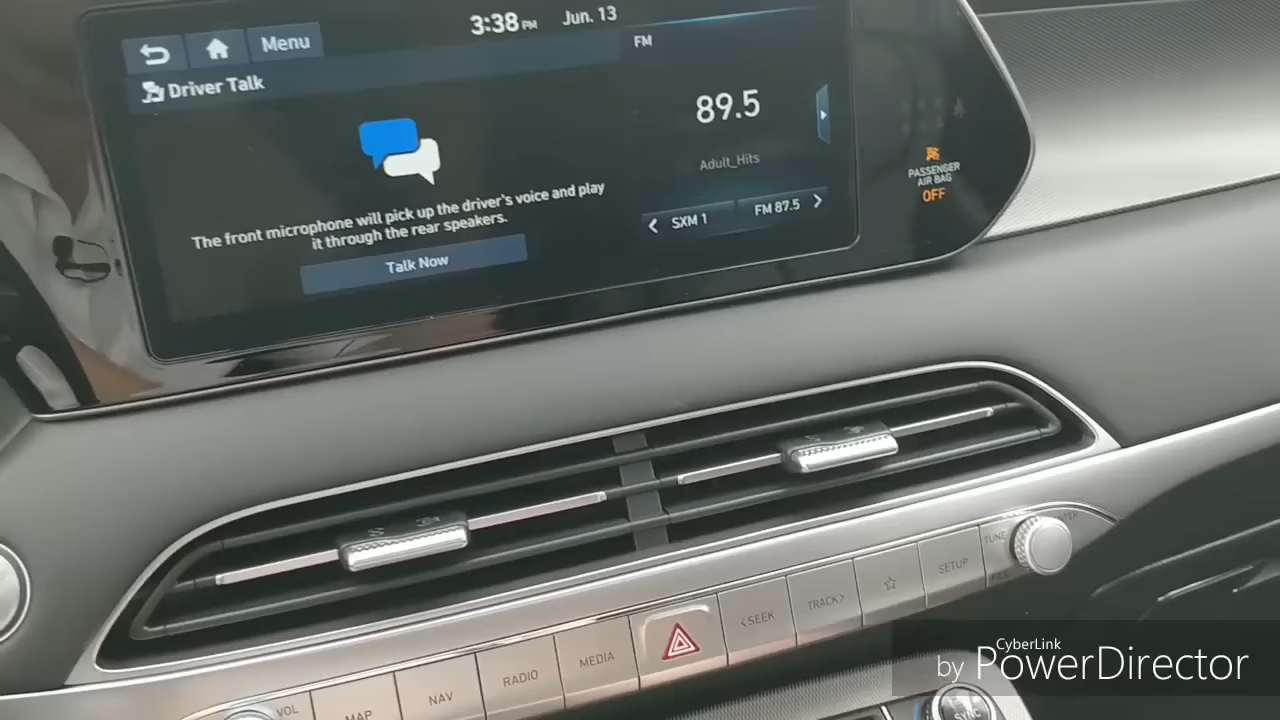 3:38 PM
Jun. 13
Menu
Driver Talk
The front microphone will pick up the driver's voice and play
it through the rear speakers.
Talk Now
FM
89.5
Adult_Hits
SXM 1
FM 87.5
PASSENGER
AIR BAG
OFF
VOL
MAP
NAV
RADIO
MEDIA
<SEEK
TRACK>
SETUP
TUNE
FILE
SYNC
CyberLink
by PowerDirector